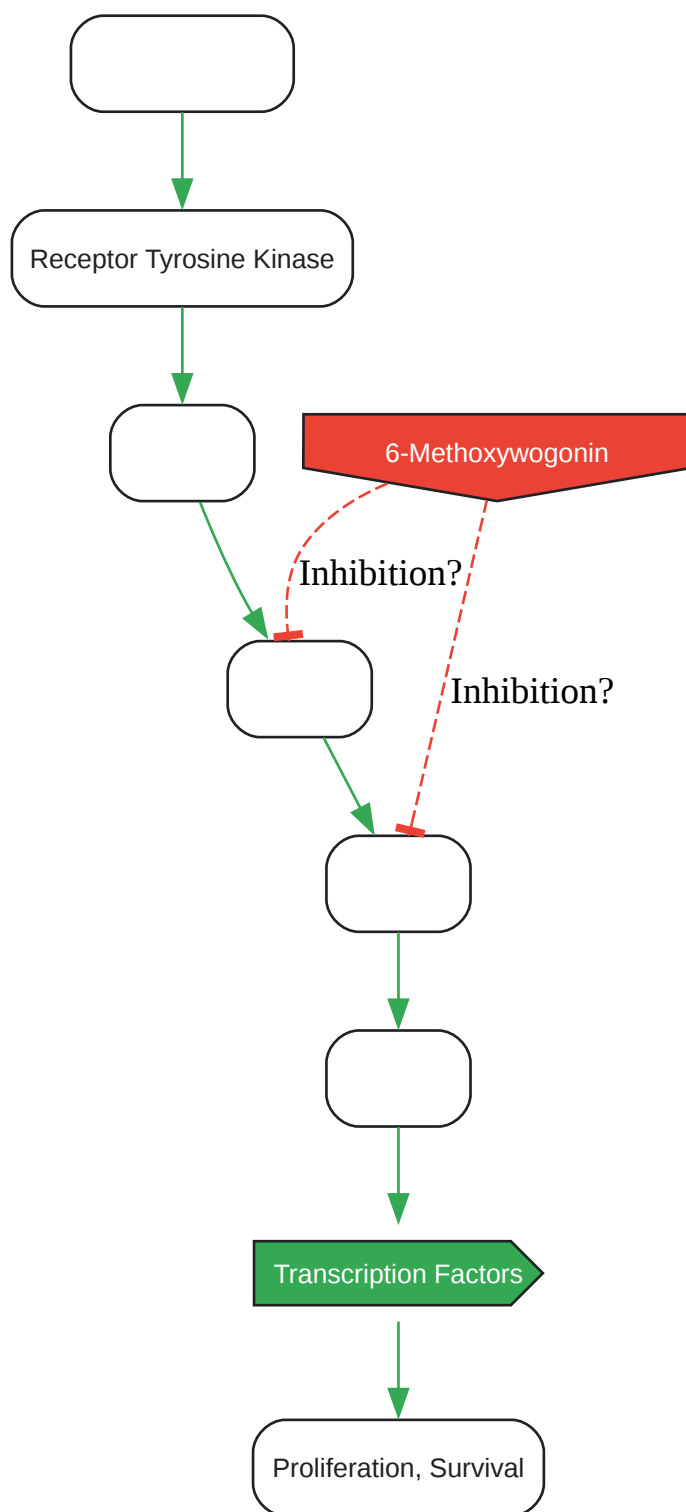 Receptor Tyrosine Kinase
6-Methoxywogonin
Inhibition?
Inhibition?
Transcription Factors
Proliferation, Survival